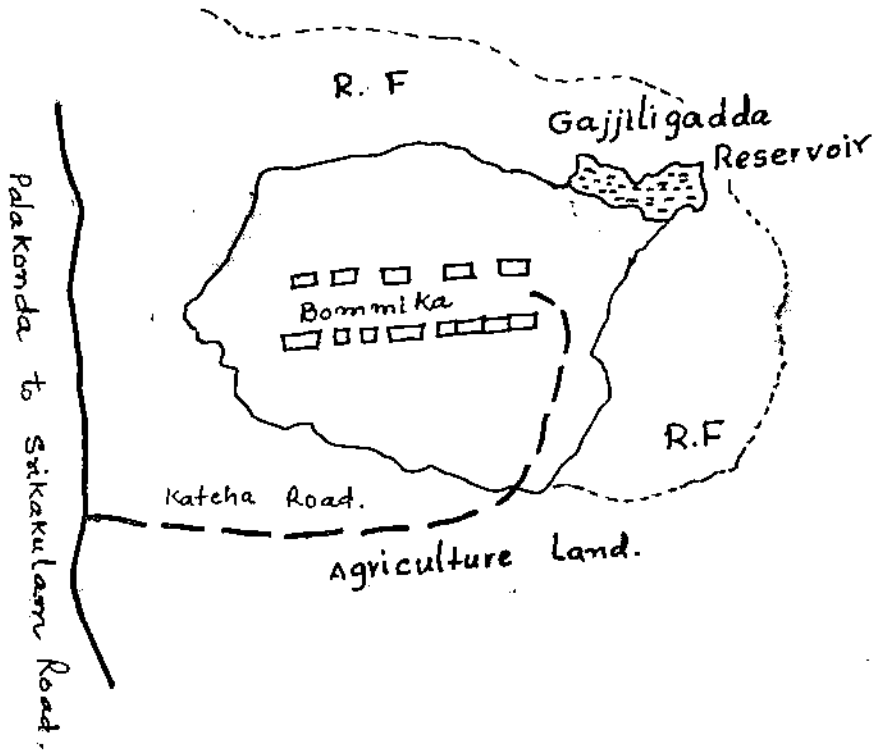 R. F
Gajjiligadda
Reservoir
Bommika
R.F
Katcha Road.
Agriculture Land.
Palakonda to Srikakulam Road.